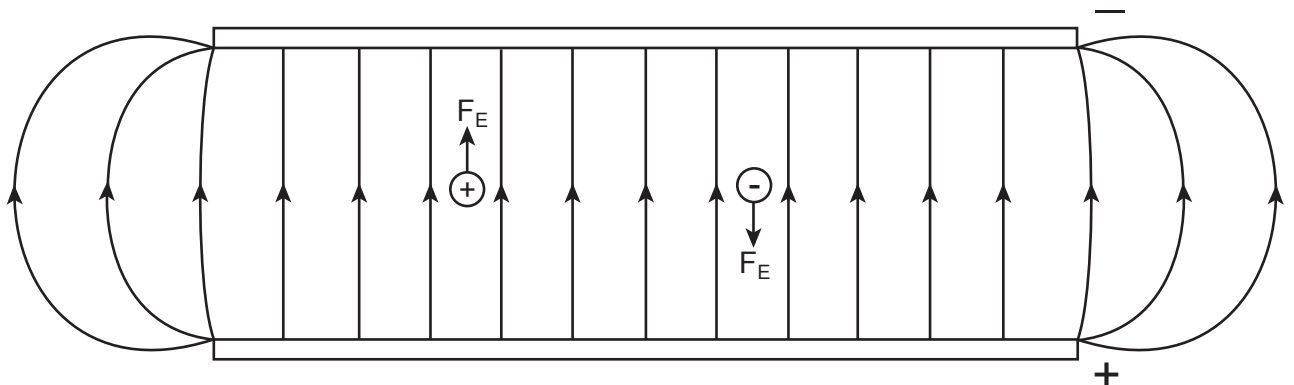 —
F_E
+
-
F_E
+